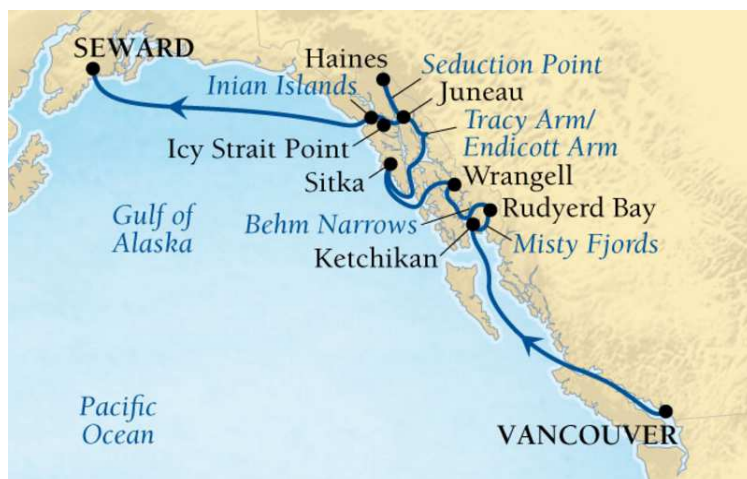 SEWARD
Haines
Seduction Point
Inian Islands
Juneau
Tracy Arm/
Endicott Arm
Icy Strait Point
Sitka
Wrangell
Rudyerd Bay
Gulf of
Alaska
Behm Narrows
Misty Fjords
Ketchikan
Pacific
Ocean
VANCOUVER